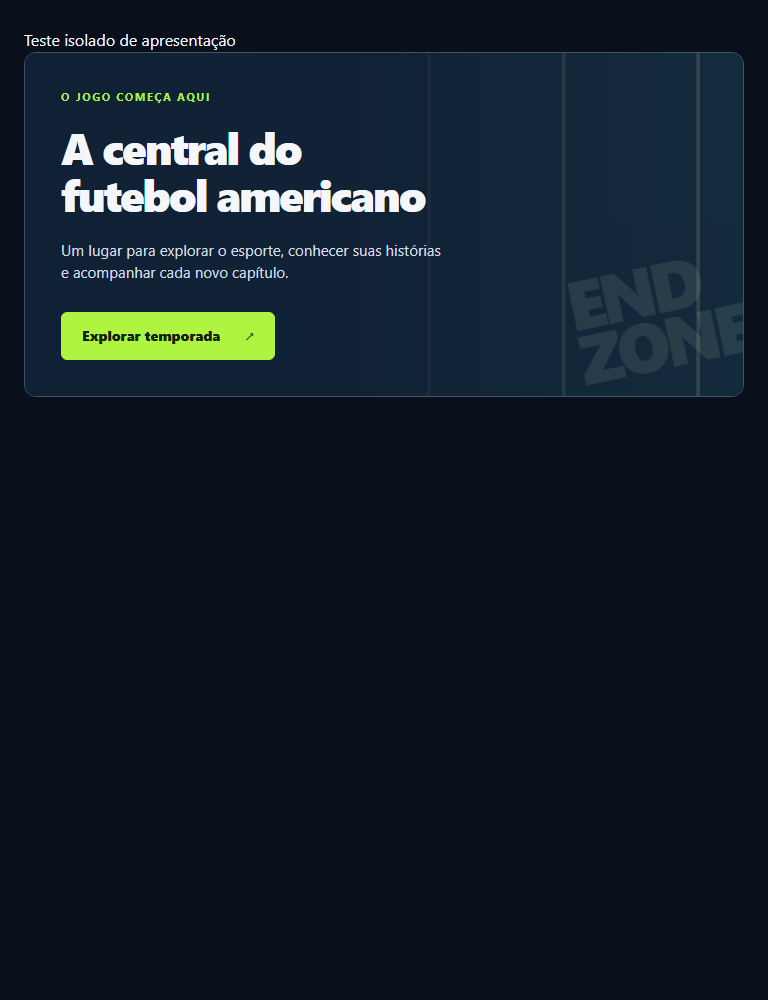 Teste isolado de apresentação
O JOGO COMEÇA AQUI
A central do
futebol americano
Um lugar para explorar o esporte, conhecer suas histórias
e acompanhar cada novo capítulo.
Explorar temporada ↗
END
ZONE